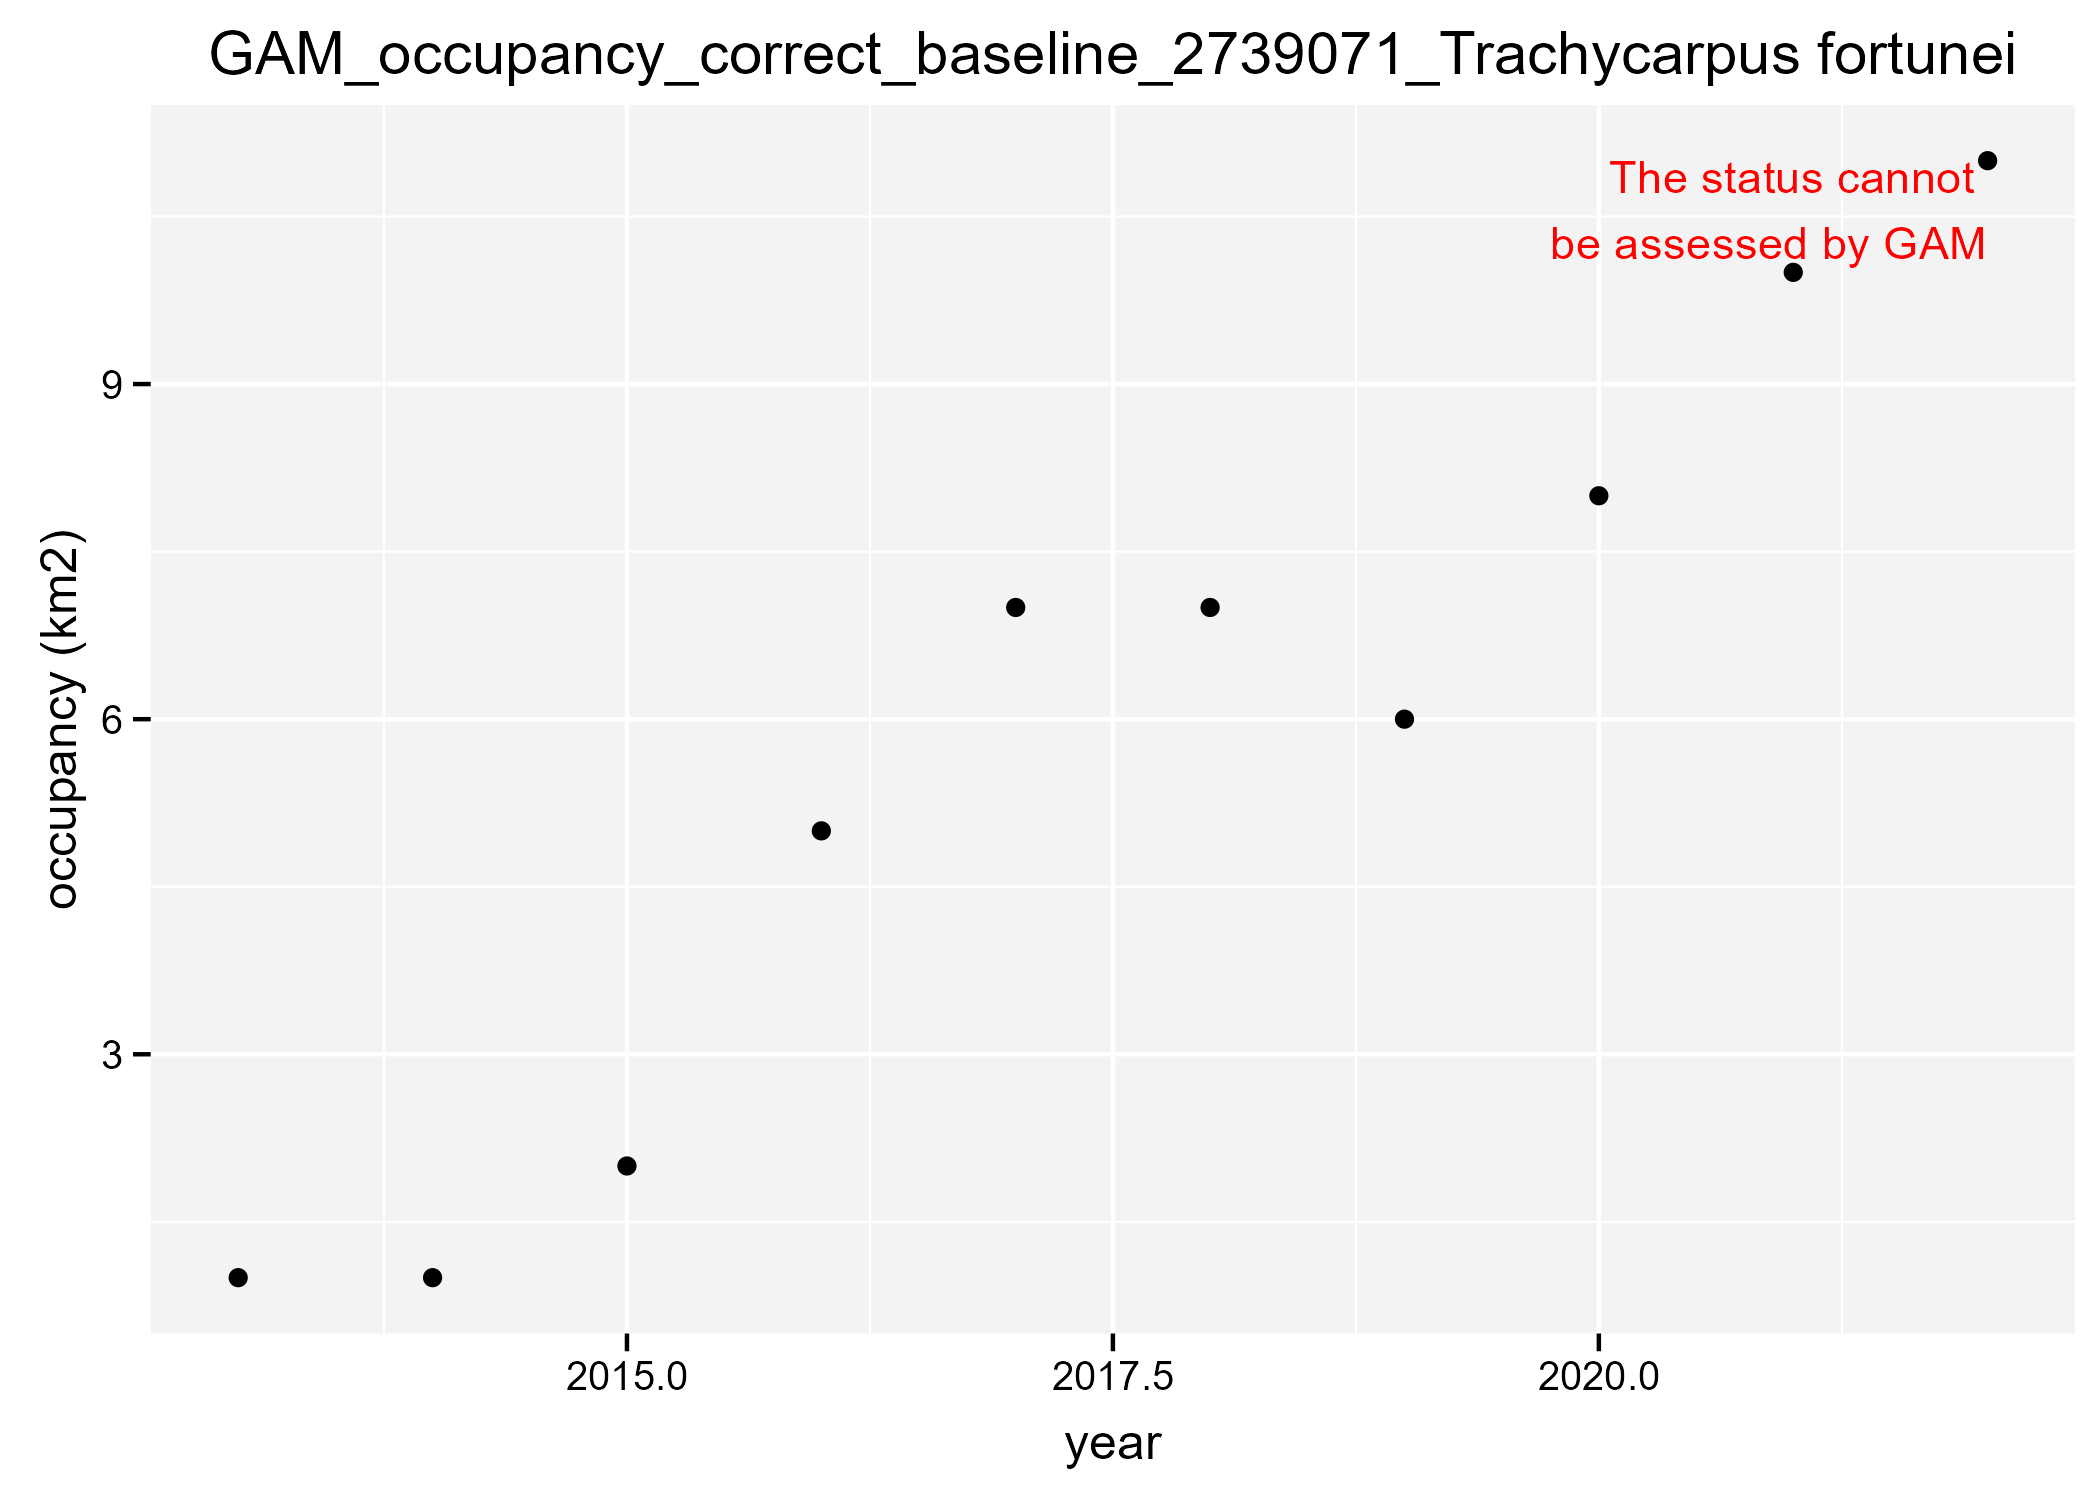 GAM_occupancy_correct_baseline_2739071_Trachycarpus fortunei
The status cannot
be assessed by GAM
9
6
3
occupancy (km2)
2015.0
2017.5
2020.0
year